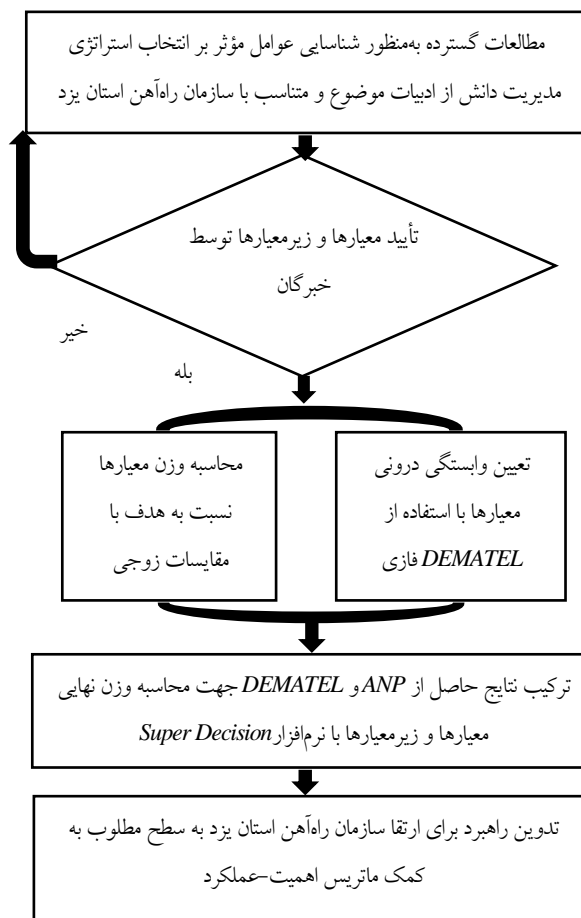 مطالعات گسترده به‌منظور شناسایی عوامل مؤثر بر انتخاب استراتژی
مدیریت دانش از ادبیات موضوع و متناسب با سازمان راه‌آهن استان یزد
تأیید معیارها و زیرمعیارها توسط
خبرگان
خیر
بله
تعیین وابستگی درونی
معیارها با استفاده از
DEMATEL فازی
محاسبه وزن معیارها
نسبت به هدف با
مقایسات زوجی
ترکیب نتایج حاصل از ANP و DEMATEL جهت محاسبه وزن نهایی
معیارها و زیرمعیارها با نرم‌افزار Super Decision
تدوین راهبرد برای ارتقا سازمان راه‌آهن استان یزد به سطح مطلوب به
کمک ماتریس اهمیت-عملکرد